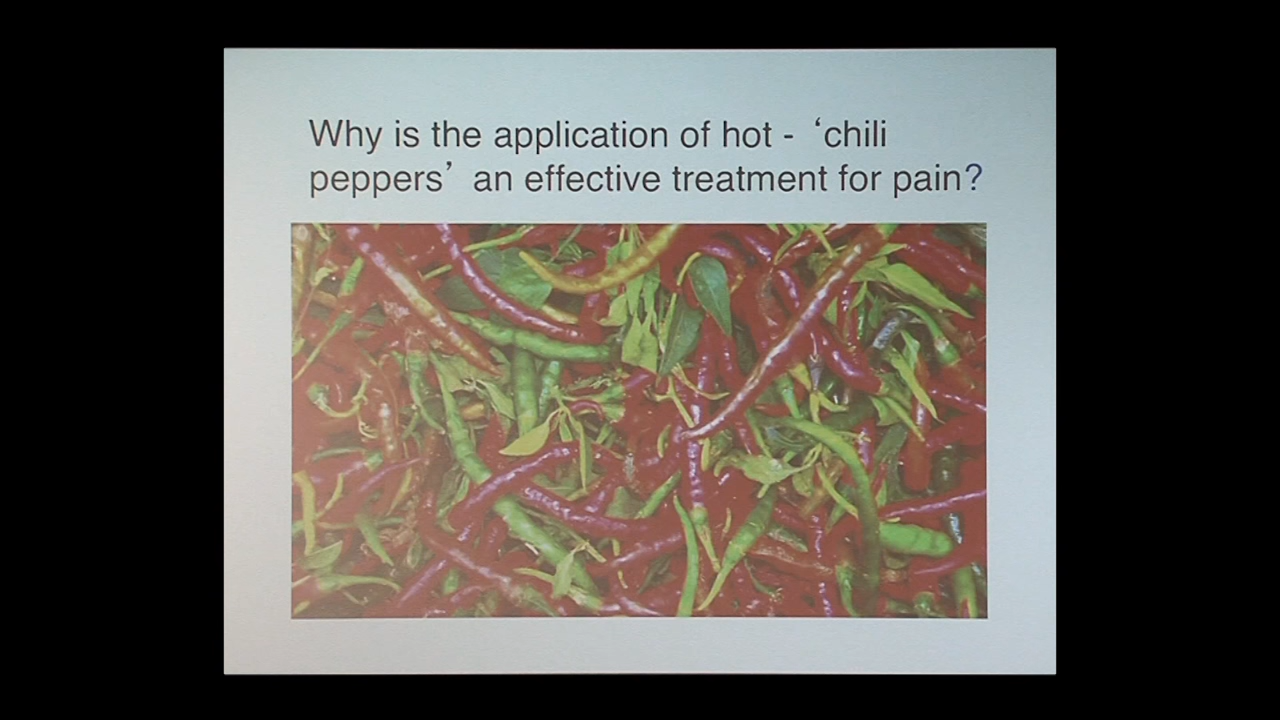 Why is the application of hot - ‘chili
peppers’ an effective treatment for pain?